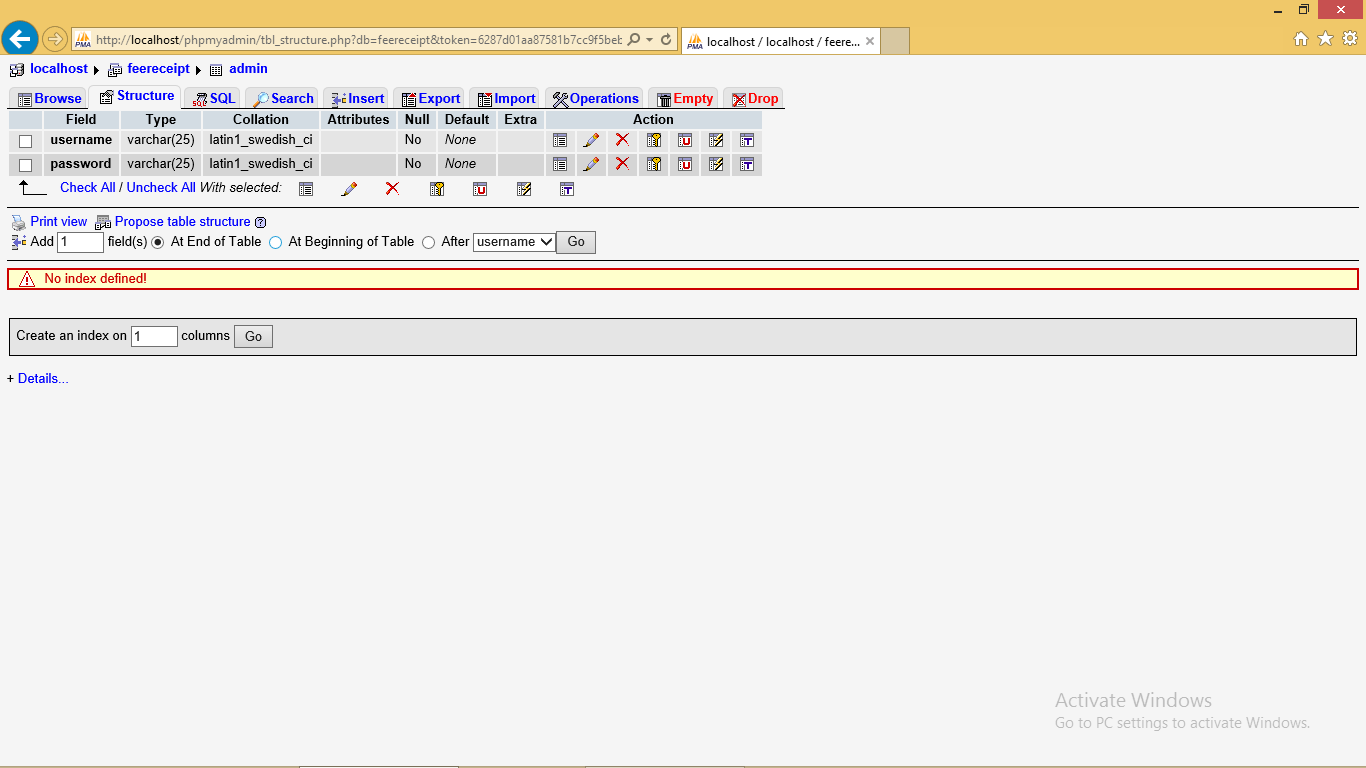 http://localhost/phpmyadmin/tbl_structure.php?db=feereceipt&token=6287d01aa87581b7cc9f5beb
localhost / localhost / feere...
localhost feereceipt admin
Browse Structure SQL Search Insert Export Import Operations Empty Drop
Field Type Collation Attributes Null Default Extra Action
username varchar(25) latin1_swedish_ci No None
password varchar(25) latin1_swedish_ci No None
Check All / Uncheck All With selected:
Print view Propose table structure
Add 1 field(s) At End of Table At Beginning of Table After username Go
No index defined!
Create an index on 1 columns Go
+ Details...
Activate Windows
Go to PC settings to activate Windows.